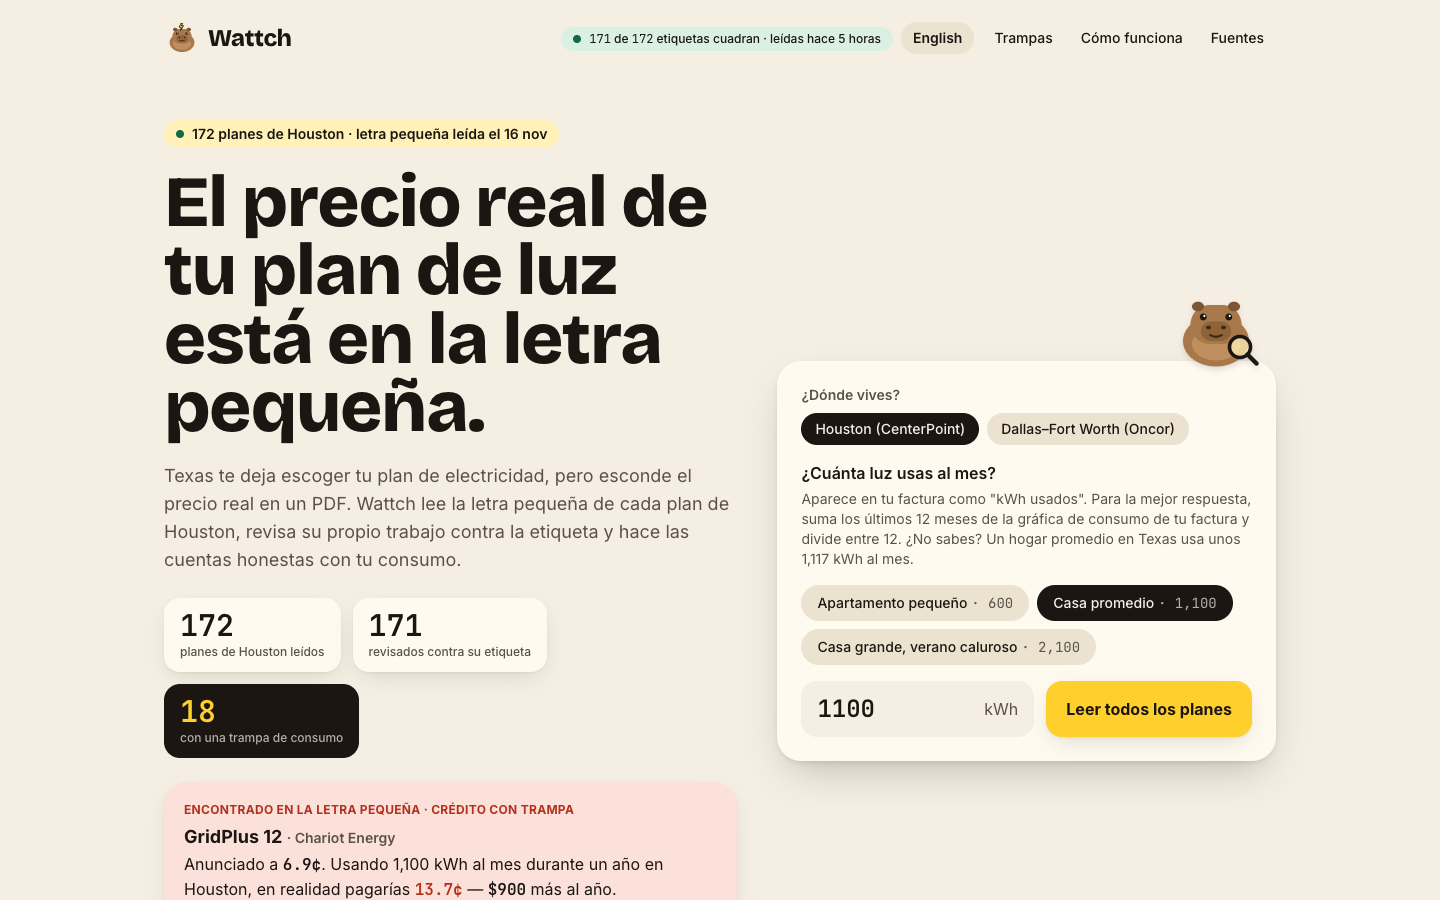 Wattch
171 de 172 etiquetas cuadran · leídas hace 5 horas
English
Trampas
Cómo funciona
Fuentes
172 planes de Houston · letra pequeña leída el 16 nov
El precio real de
tu plan de luz
está en la letra
pequeña.
Texas te deja escoger tu plan de electricidad, pero esconde el
precio real en un PDF. Wattch lee la letra pequeña de cada plan de
Houston, revisa su propio trabajo contra la etiqueta y hace las
cuentas honestas con tu consumo.
172
planes de Houston leídos
171
revisados contra su etiqueta
18
con una trampa de consumo
ENCONTRADO EN LA LETRA PEQUEÑA · CRÉDITO CON TRAMPA
GridPlus 12 · Chariot Energy
Anunciado a 6.9¢. Usando 1,100 kWh al mes durante un año en
Houston, en realidad pagarías 13.7¢ — $900 más al año.
¿Dónde vives?
Houston (CenterPoint)
Dallas–Fort Worth (Oncor)
¿Cuánta luz usas al mes?
Aparece en tu factura como "kWh usados". Para la mejor respuesta,
suma los últimos 12 meses de la gráfica de consumo de tu factura y
divide entre 12. ¿No sabes? Un hogar promedio en Texas usa unos
1,117 kWh al mes.
Apartamento pequeño · 600
Casa promedio · 1,100
Casa grande, verano caluroso · 2,100
1100 kWh
Leer todos los planes